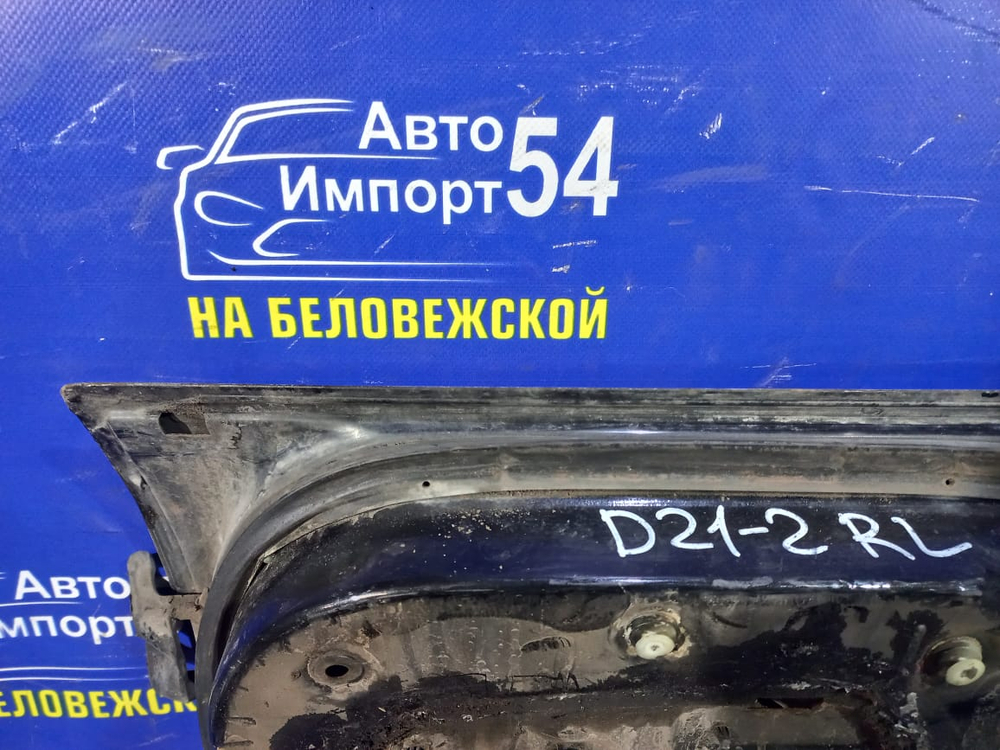 Авто
Импорт54
НА БЕЛОВЕЖСКОЙ
D21-2 RL
Авто
мпорт
ЕЛОВЕЖСК